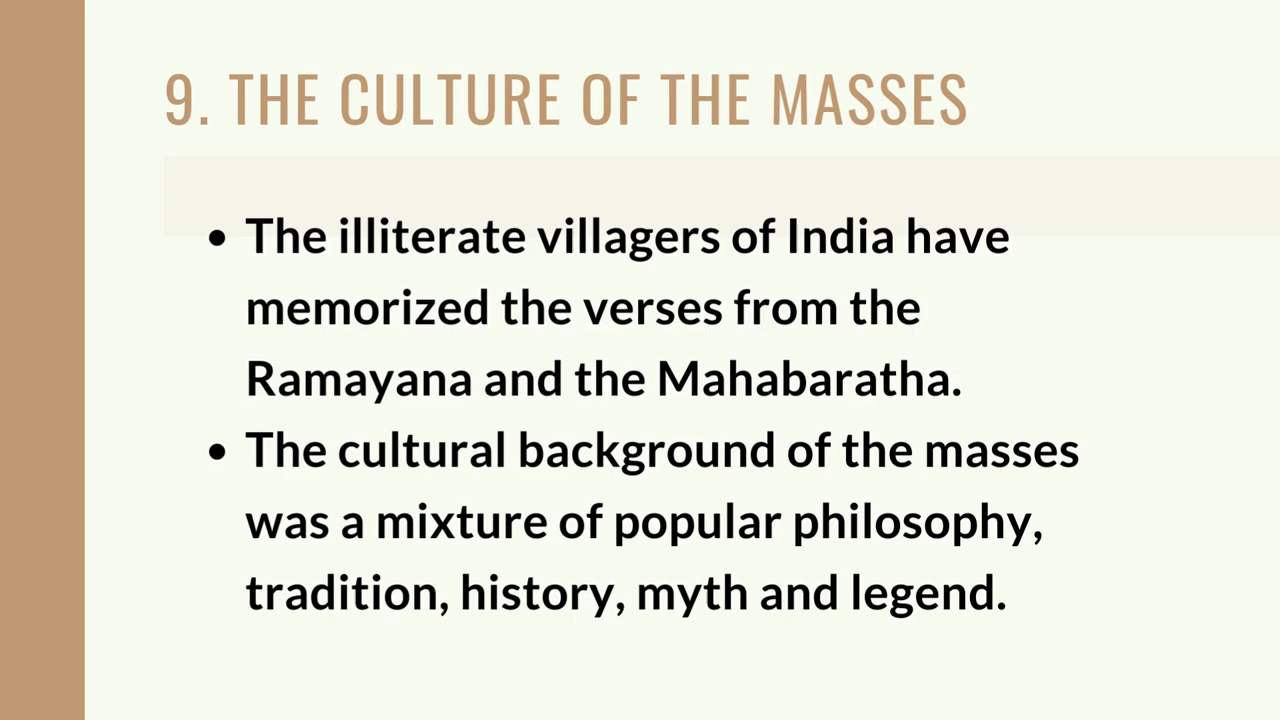 9. THE CULTURE OF THE MASSES
• The illiterate villagers of India have
memorized the verses from the
Ramayana and the Mahabaratha.
• The cultural background of the masses
was a mixture of popular philosophy,
tradition, history, myth and legend.